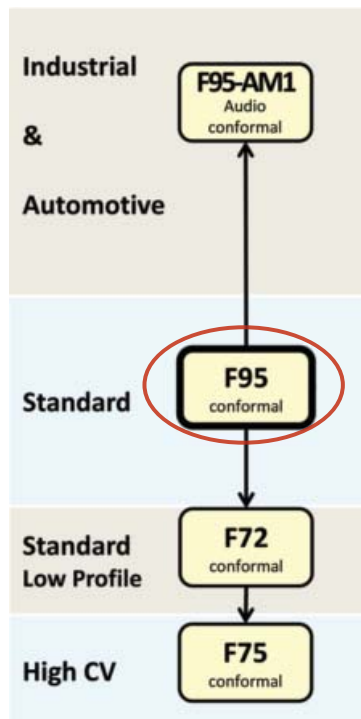 Industrial
&
Automotive
F95-AM1
Audio
conformal
Standard
F95
conformal
Standard
Low Profile
F72
conformal
High CV
F75
conformal